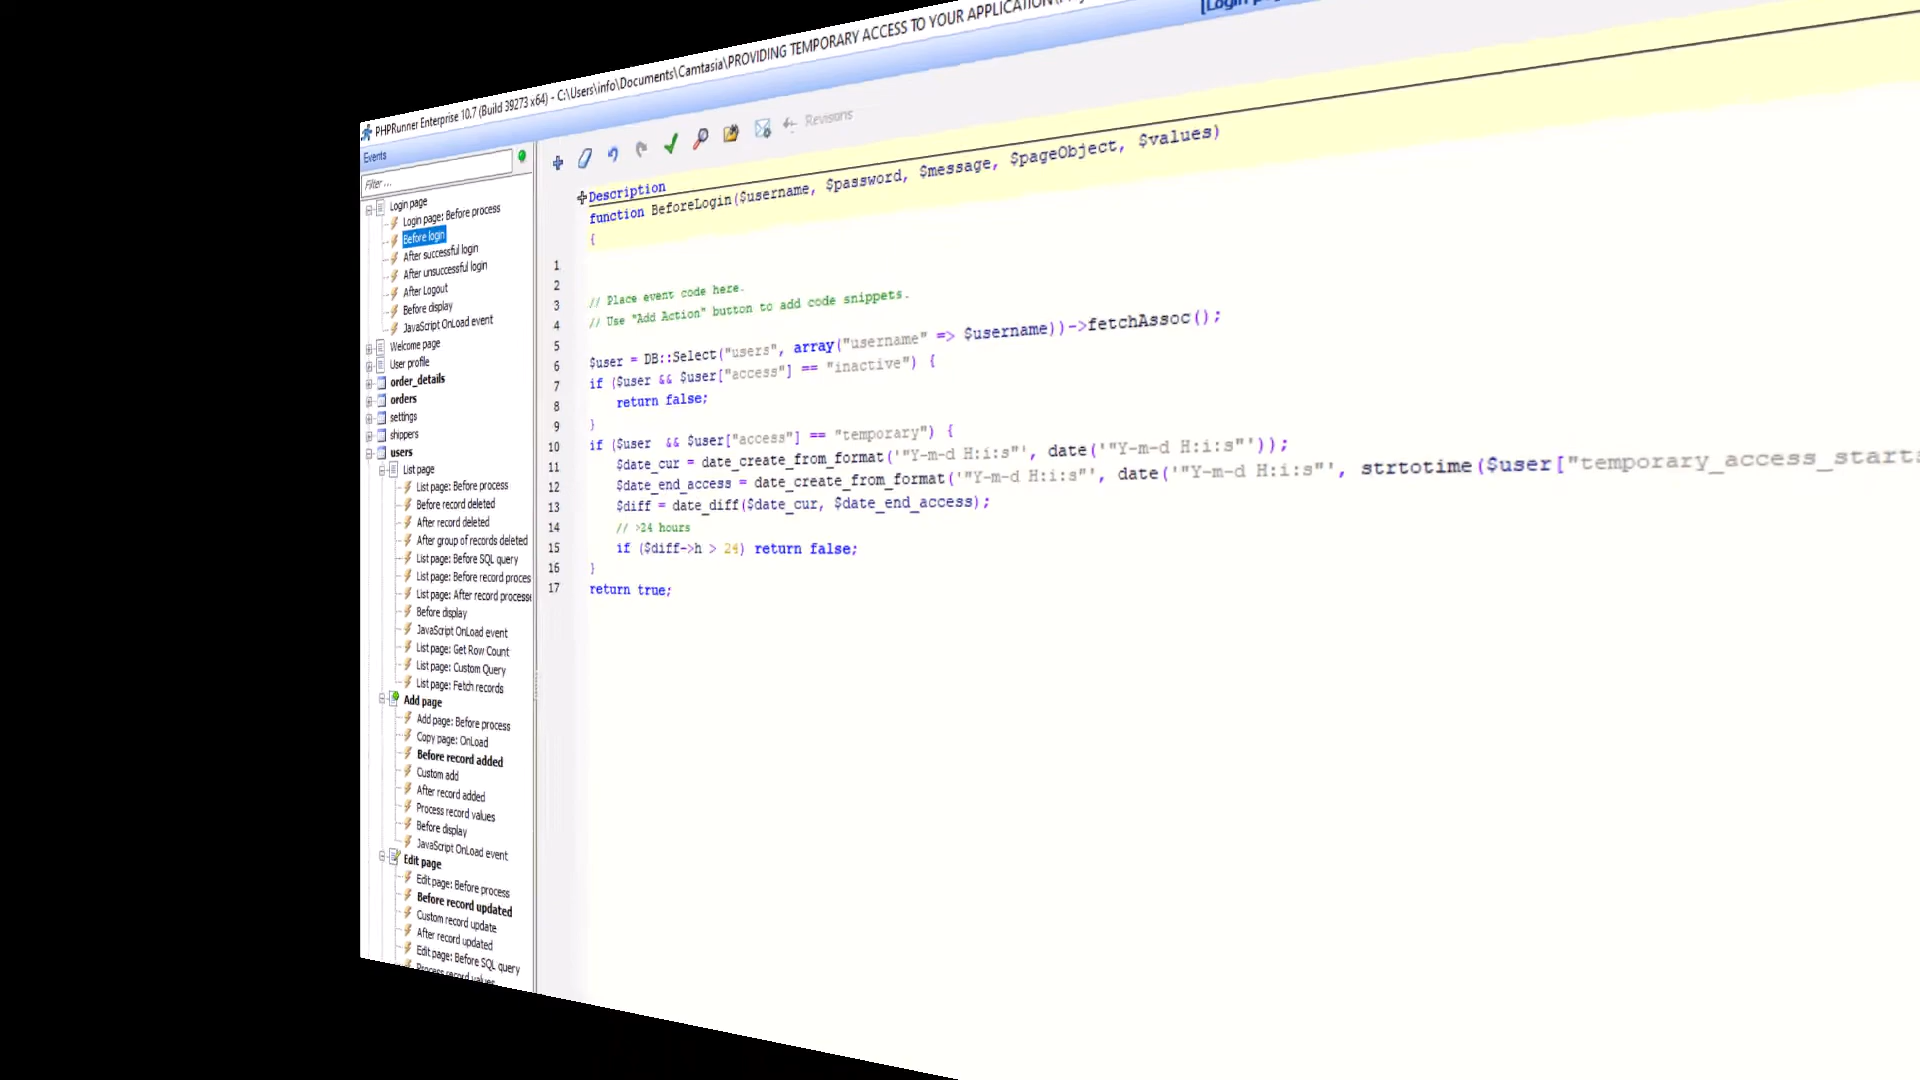 PHPRunner Enterprise 10.7 (Build 39273 x64) - C:\Users\info\Documents\Camtasia\PROVIDING TEMPORARY ACCESS TO YOUR APPLICATION\
[Login
Events
Filter ...
Revisions
Login page
Login page: Before process
Before login
After successful login
After unsuccessful login
After Logout
Before display
JavaScript OnLoad event
Welcome page
User profile
order_details
orders
settings
shippers
users
List page
List page: Before process
Before record deleted
After record deleted
After group of records deleted
List page: Before SQL query
List page: Before record proces
List page: After record processe
Before display
JavaScript OnLoad event
List page: Get Row Count
List page: Custom Query
List page: Fetch records
Add page
Add page: Before process
Copy page: OnLoad
Before record added
Custom add
After record added
Process record values
Before display
JavaScript OnLoad event
Edit page
Edit page: Before process
Before record updated
Custom record update
After record updated
Edit page: Before SQL query
Process record values
Description
function BeforeLogin($username, $password, $message, $pageObject, $values)
{
1
2
3 // Place event code here.
4 // Use "Add Action" button to add code snippets.
5
6 $user = DB::Select("users", array("username" => $username))->fetchAssoc();
7 if ($user && $user["access"] == "inactive") {
8 return false;
9 }
10 if ($user && $user["access"] == "temporary") {
11 $date_cur = date_create_from_format('"Y-m-d H:i:s"', date('"Y-m-d H:i:s"'));
12 $date_end_access = date_create_from_format('"Y-m-d H:i:s"', date('"Y-m-d H:i:s"', strtotime($user["temporary_access_starts
13 $diff = date_diff($date_cur, $date_end_access);
14 // >24 hours
15 if ($diff->h > 24) return false;
16 }
17 return true;